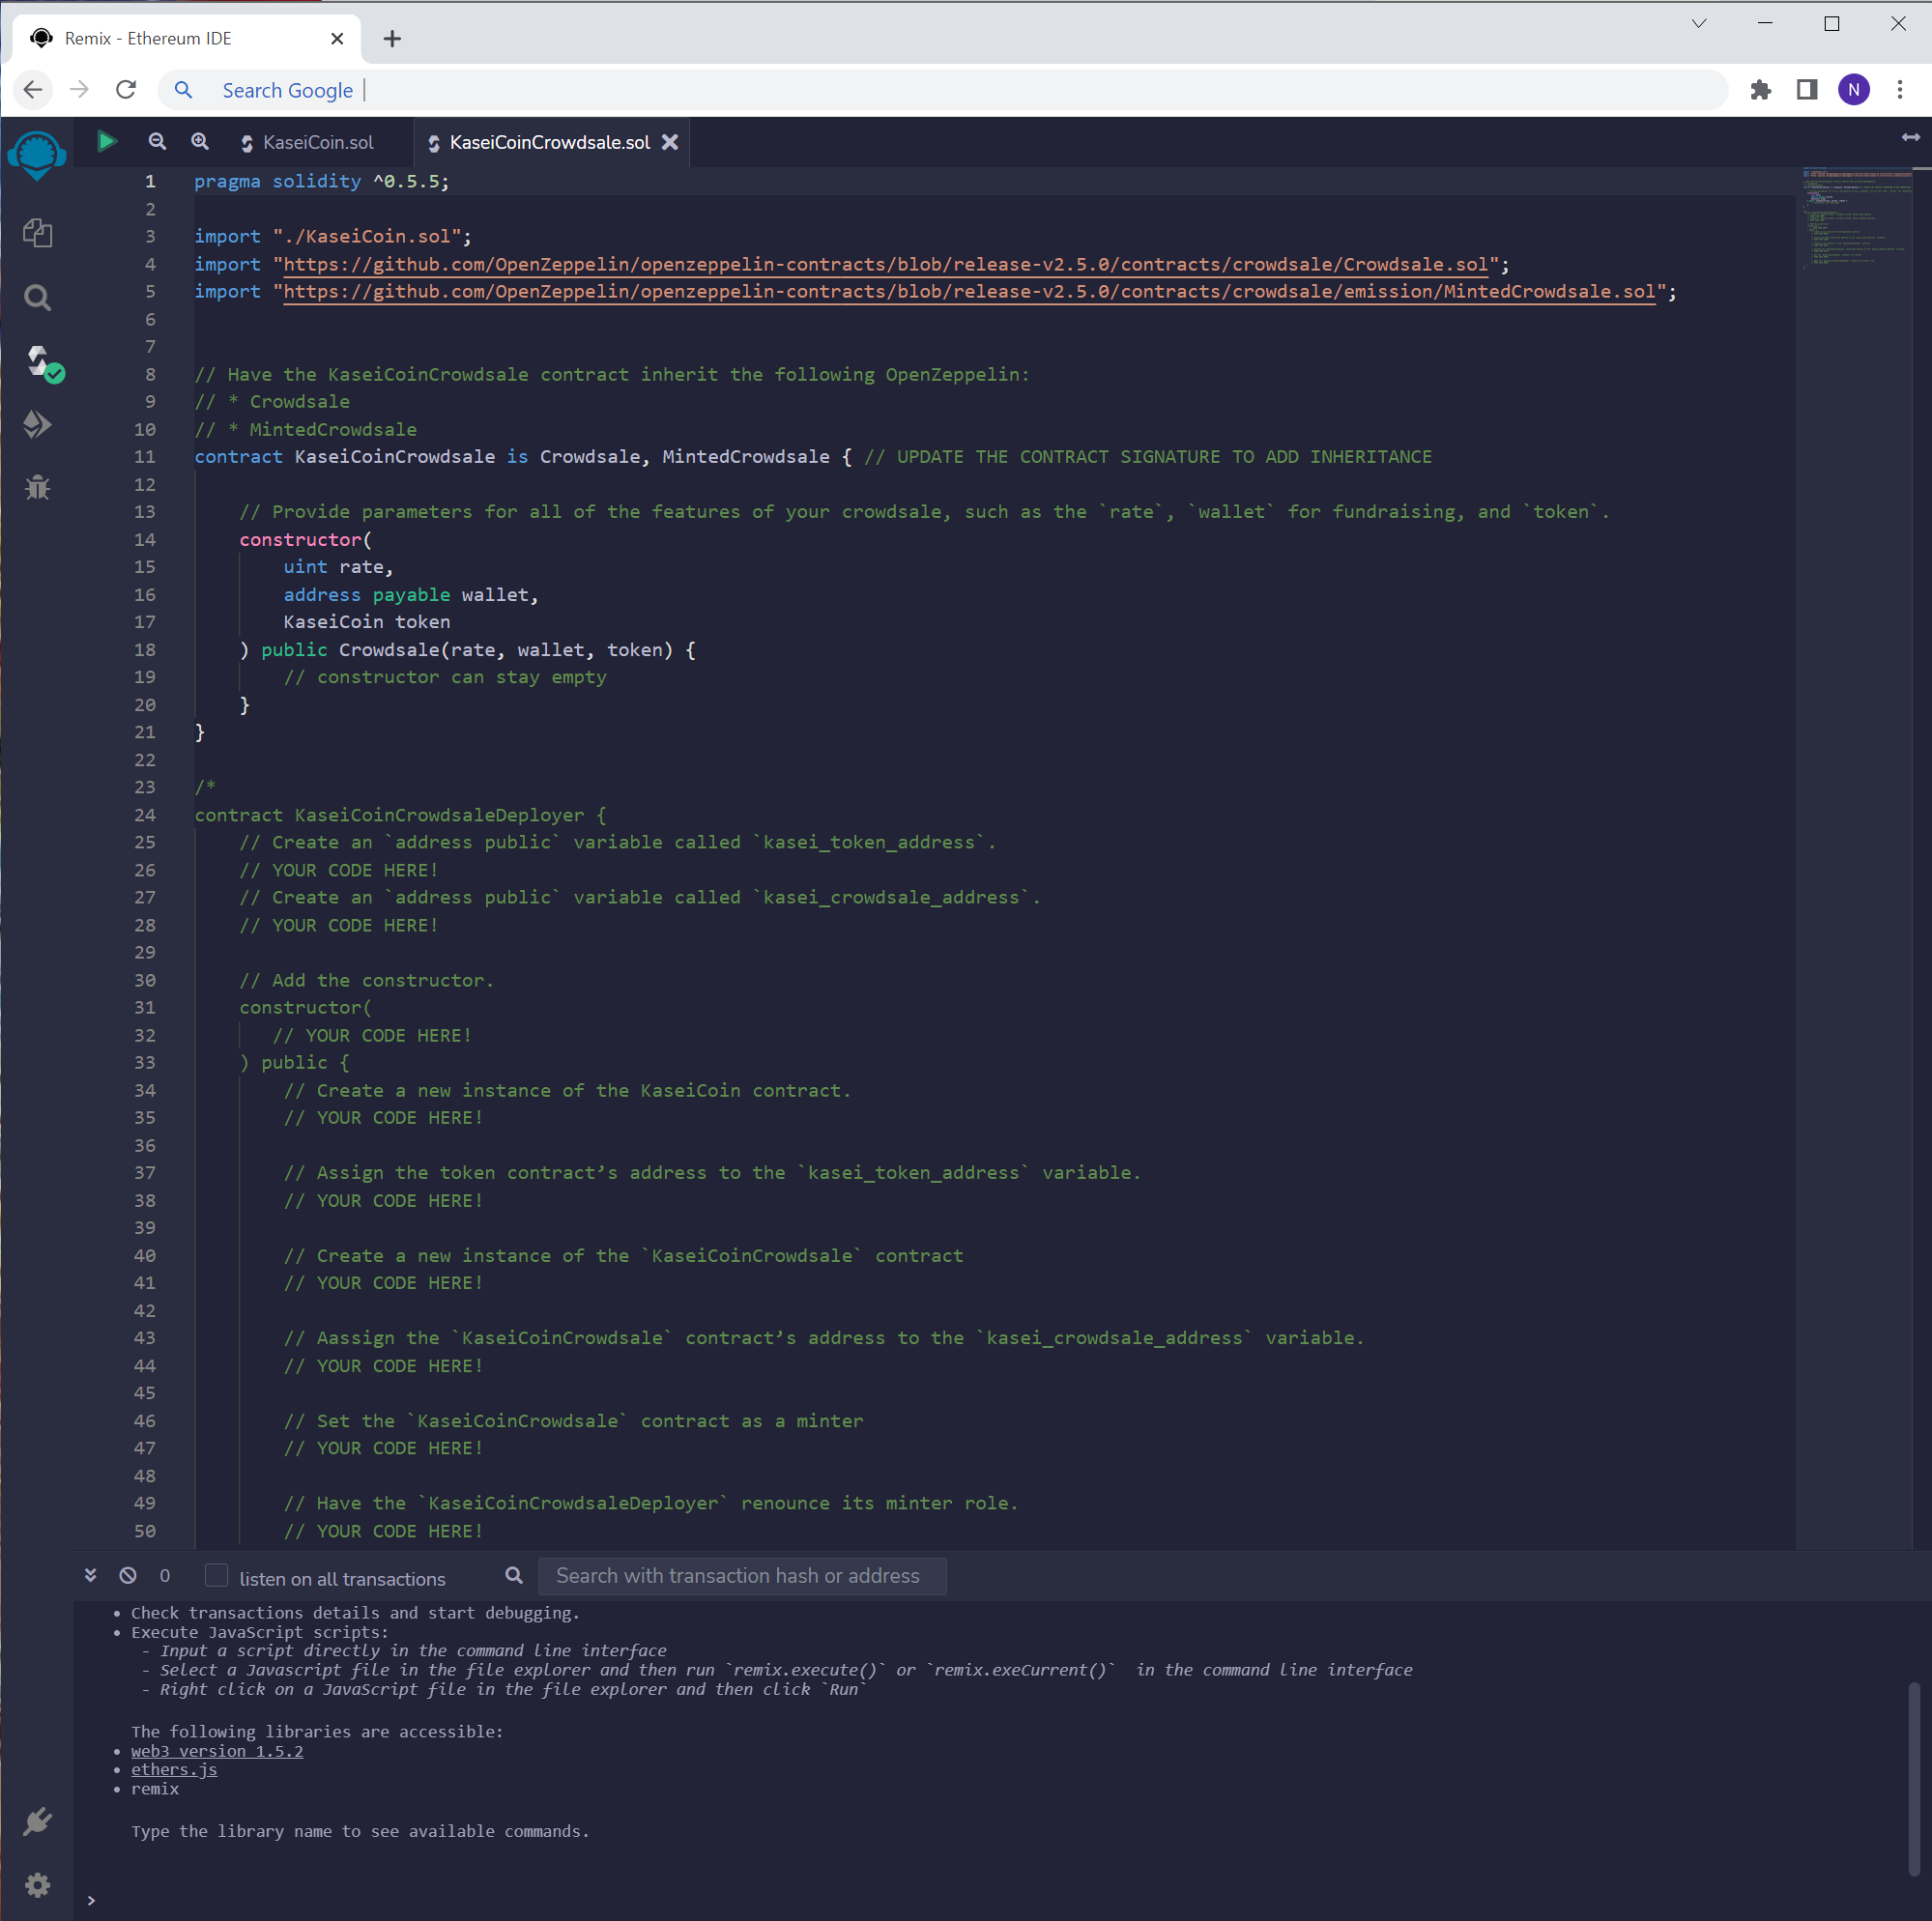 Remix - Ethereum IDE
Search Google
N
KaseiCoin.sol
KaseiCoinCrowdsale.sol
1 pragma solidity ^0.5.5;
2
3 import "./KaseiCoin.sol";
4 import "https://github.com/OpenZeppelin/openzeppelin-contracts/blob/release-v2.5.0/contracts/crowdsale/Crowdsale.sol";
5 import "https://github.com/OpenZeppelin/openzeppelin-contracts/blob/release-v2.5.0/contracts/crowdsale/emission/MintedCrowdsale.sol";
6
7
8 // Have the KaseiCoinCrowdsale contract inherit the following OpenZeppelin:
9 // * Crowdsale
10 // * MintedCrowdsale
11 contract KaseiCoinCrowdsale is Crowdsale, MintedCrowdsale { // UPDATE THE CONTRACT SIGNATURE TO ADD INHERITANCE
12
13 // Provide parameters for all of the features of your crowdsale, such as the `rate`, `wallet` for fundraising, and `token`.
14 constructor(
15 uint rate,
16 address payable wallet,
17 KaseiCoin token
18 ) public Crowdsale(rate, wallet, token) {
19 // constructor can stay empty
20 }
21 }
22
23 /*
24 contract KaseiCoinCrowdsaleDeployer {
25 // Create an `address public` variable called `kasei_token_address`.
26 // YOUR CODE HERE!
27 // Create an `address public` variable called `kasei_crowdsale_address`.
28 // YOUR CODE HERE!
29
30 // Add the constructor.
31 constructor(
32 // YOUR CODE HERE!
33 ) public {
34 // Create a new instance of the KaseiCoin contract.
35 // YOUR CODE HERE!
36
37 // Assign the token contract’s address to the `kasei_token_address` variable.
38 // YOUR CODE HERE!
39
40 // Create a new instance of the `KaseiCoinCrowdsale` contract
41 // YOUR CODE HERE!
42
43 // Aassign the `KaseiCoinCrowdsale` contract’s address to the `kasei_crowdsale_address` variable.
44 // YOUR CODE HERE!
45
46 // Set the `KaseiCoinCrowdsale` contract as a minter
47 // YOUR CODE HERE!
48
49 // Have the `KaseiCoinCrowdsaleDeployer` renounce its minter role.
50 // YOUR CODE HERE!
0 listen on all transactions Search with transaction hash or address
• Check transactions details and start debugging.
• Execute JavaScript scripts:
- Input a script directly in the command line interface
- Select a Javascript file in the file explorer and then run `remix.execute()` or `remix.exeCurrent()` in the command line interface
- Right click on a JavaScript file in the file explorer and then click `Run`
The following libraries are accessible:
• web3 version 1.5.2
• ethers.js
• remix
Type the library name to see available commands.
>